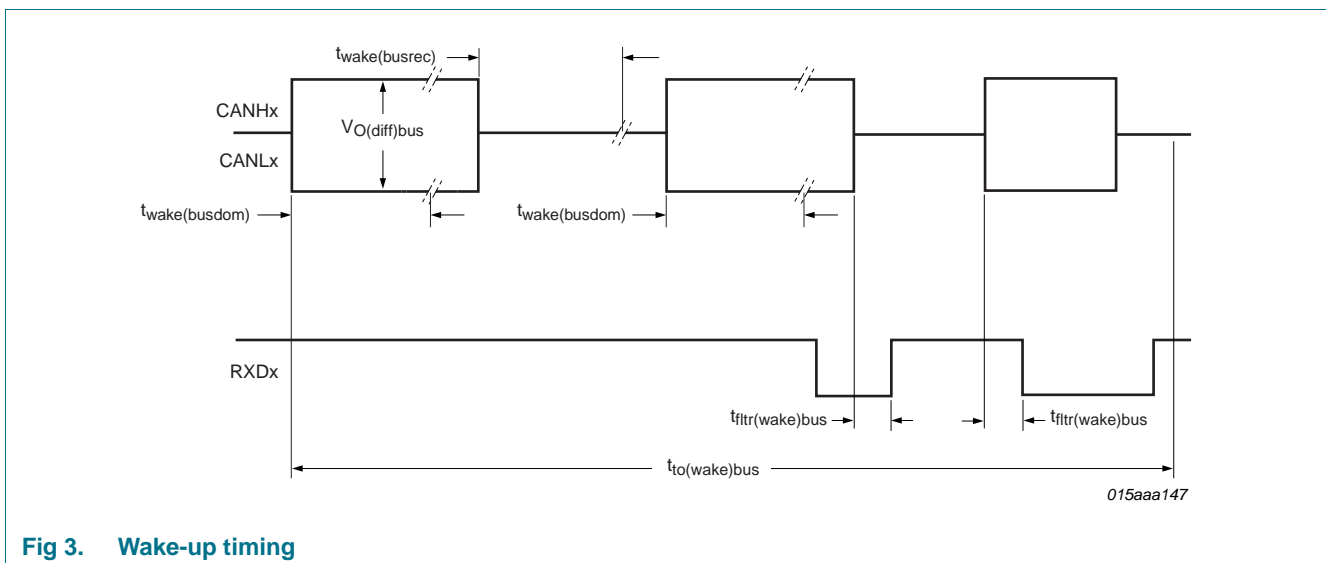 twake(busrec)
CANHx
VO(diff)bus
CANLx
twake(busdom)
twake(busdom)
RXDx
tfltr(wake)bus
tfltr(wake)bus
tto(wake)bus
015aaa147
Fig 3. Wake-up timing